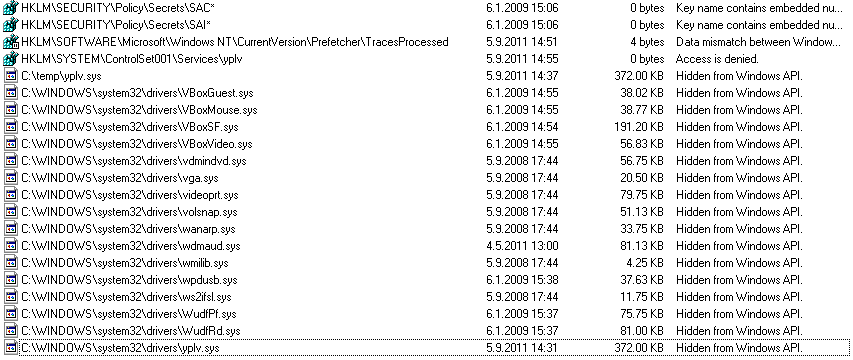 HKLM\SECURITY\Policy\Secrets\SAC* 6.1.2009 15:06 0 bytes Key name contains embedded nu...
HKLM\SECURITY\Policy\Secrets\SAI* 6.1.2009 15:06 0 bytes Key name contains embedded nu...
HKLM\SOFTWARE\Microsoft\Windows NT\CurrentVersion\Prefetcher\TracesProcessed 5.9.2011 14:51 4 bytes Data mismatch between Window...
HKLM\SYSTEM\ControlSet001\Services\yplv 5.9.2011 14:55 0 bytes Access is denied.
C:\temp\yplv.sys 5.9.2011 14:37 372.00 KB Hidden from Windows API.
C:\WINDOWS\system32\drivers\VBoxGuest.sys 6.1.2009 14:55 38.02 KB Hidden from Windows API.
C:\WINDOWS\system32\drivers\VBoxMouse.sys 6.1.2009 14:55 38.77 KB Hidden from Windows API.
C:\WINDOWS\system32\drivers\VBoxSF.sys 6.1.2009 14:54 191.20 KB Hidden from Windows API.
C:\WINDOWS\system32\drivers\VBoxVideo.sys 6.1.2009 14:55 56.83 KB Hidden from Windows API.
C:\WINDOWS\system32\drivers\vdmindvd.sys 5.9.2008 17:44 56.75 KB Hidden from Windows API.
C:\WINDOWS\system32\drivers\vga.sys 5.9.2008 17:44 20.50 KB Hidden from Windows API.
C:\WINDOWS\system32\drivers\videoprt.sys 5.9.2008 17:44 79.75 KB Hidden from Windows API.
C:\WINDOWS\system32\drivers\volsnap.sys 5.9.2008 17:44 51.13 KB Hidden from Windows API.
C:\WINDOWS\system32\drivers\wanarp.sys 5.9.2008 17:44 33.75 KB Hidden from Windows API.
C:\WINDOWS\system32\drivers\wdmaud.sys 4.5.2011 13:00 81.13 KB Hidden from Windows API.
C:\WINDOWS\system32\drivers\wmilib.sys 5.9.2008 17:44 4.25 KB Hidden from Windows API.
C:\WINDOWS\system32\drivers\wpdusb.sys 6.1.2009 15:38 37.63 KB Hidden from Windows API.
C:\WINDOWS\system32\drivers\ws2ifsl.sys 5.9.2008 17:44 11.75 KB Hidden from Windows API.
C:\WINDOWS\system32\drivers\WudfPf.sys 6.1.2009 15:37 75.75 KB Hidden from Windows API.
C:\WINDOWS\system32\drivers\WudfRd.sys 6.1.2009 15:37 81.00 KB Hidden from Windows API.
C:\WINDOWS\system32\drivers\yplv.sys 5.9.2011 14:31 372.00 KB Hidden from Windows API.